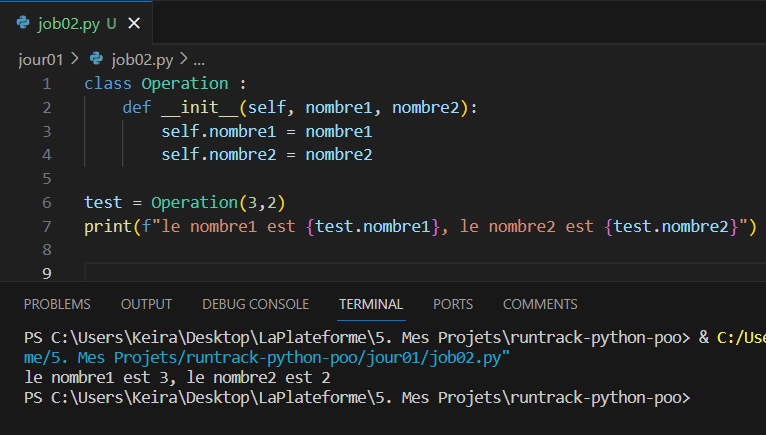 job02.py U
jour01 > job02.py > ...
1 class Operation :
2     def __init__(self, nombre1, nombre2):
3         self.nombre1 = nombre1
4         self.nombre2 = nombre2
5
6 test = Operation(3,2)
7 print(f"le nombre1 est {test.nombre1}, le nombre2 est {test.nombre2}")
8
9
PROBLEMS OUTPUT DEBUG CONSOLE TERMINAL PORTS COMMENTS
PS C:\Users\Keira\Desktop\LaPlateforme\5. Mes Projets\runtrack-python-poo> & C:/Use
me/5. Mes Projets/runtrack-python-poo/jour01/job02.py"
le nombre1 est 3, le nombre2 est 2
PS C:\Users\Keira\Desktop\LaPlateforme\5. Mes Projets\runtrack-python-poo>